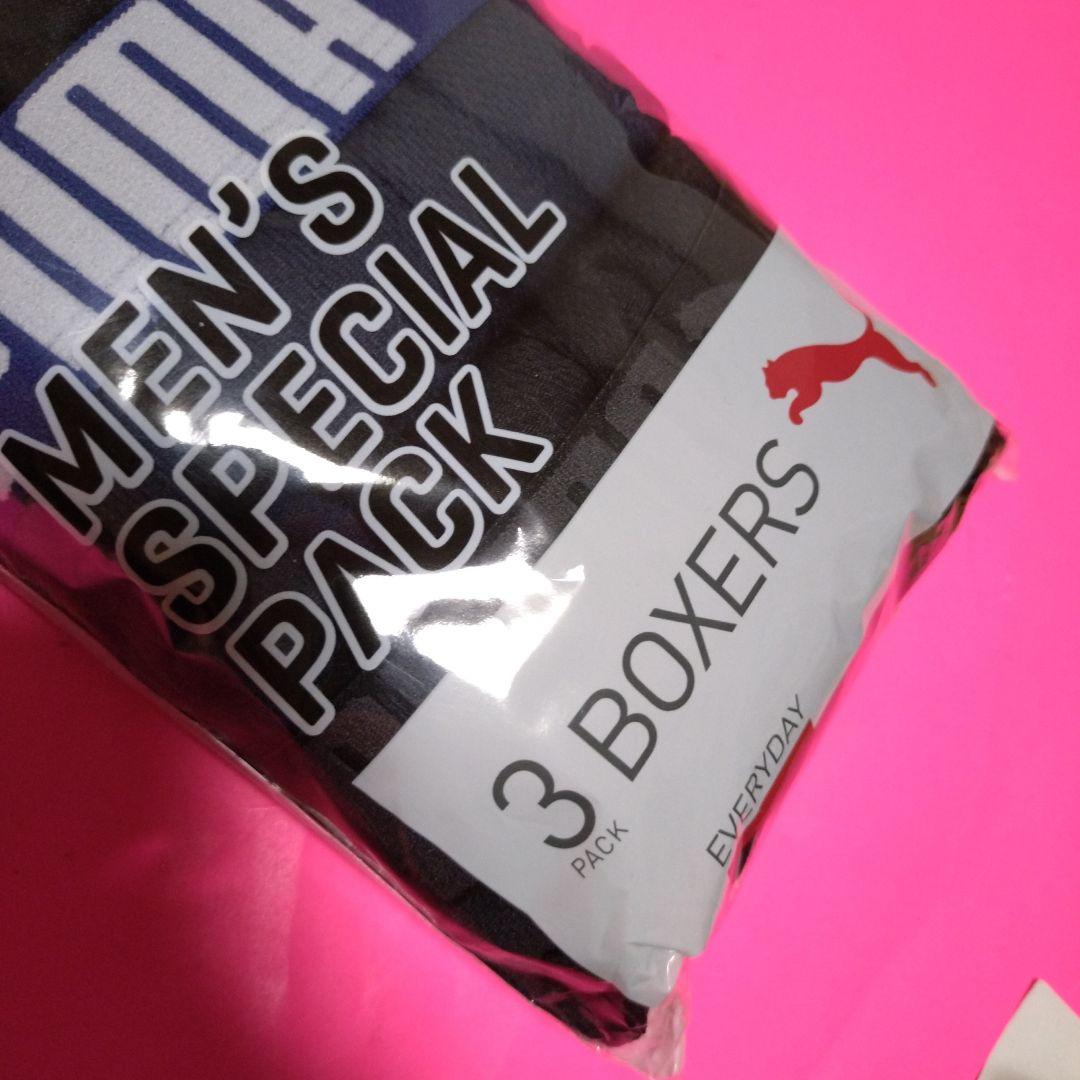 MEN'S
SPECIAL
PACK
3 BOXERS
PACK
EVERYDAY